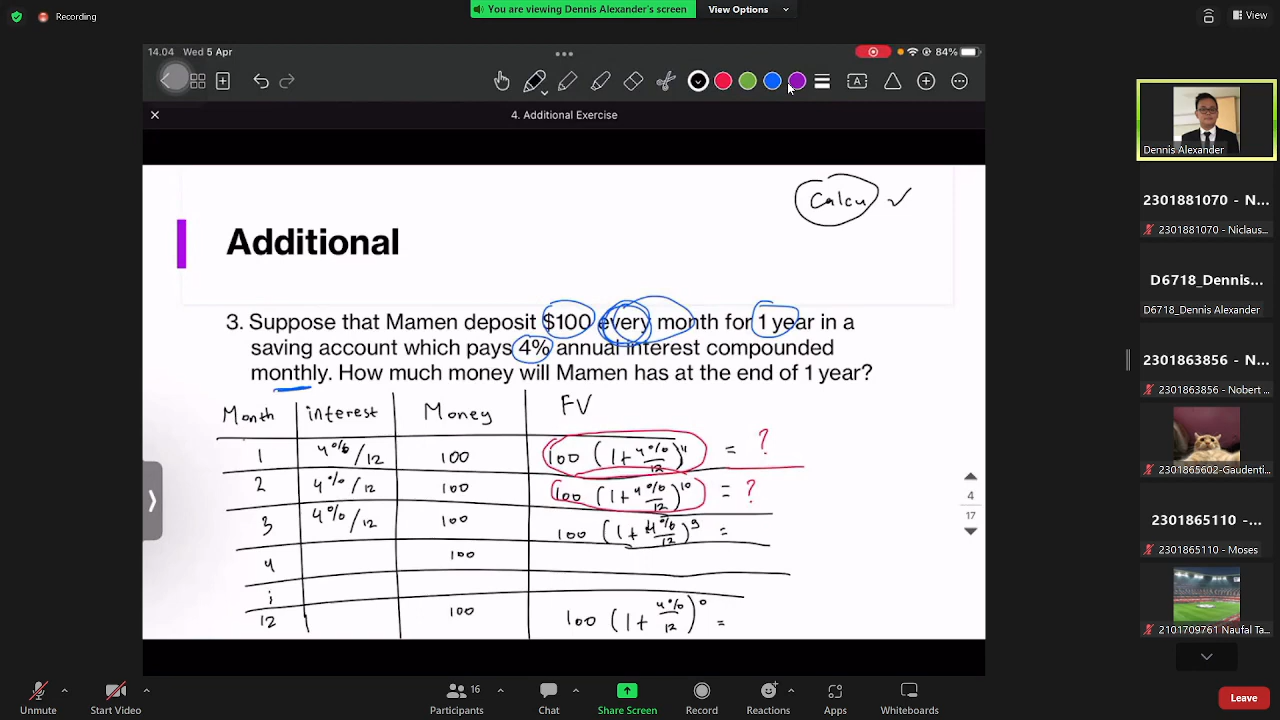 Recording
You are viewing Dennis Alexander's screen
View Options
View
14.04 Wed 5 Apr
84%
4. Additional Exercise
Calcu ✓
Additional
3. Suppose that Mamen deposit $100 every month for 1 year in a
saving account which pays 4% annual interest compounded
monthly. How much money will Mamen has at the end of 1 year?
Month interest Money FV
1 4%/12 100 100 (1+4%/12)^11 = ?
2 4%/12 100 100 (1+4%/12)^10 = ?
3 4%/12 100 100 (1+4%/12)^9 =
4 100
:
12 100 100 (1+4%/12)^0 =
4
17
Dennis Alexander
2301881070 - N...
2301881070 - Niclaus...
D6718_Dennis...
D6718_Dennis Alexander
2301863856 - N...
2301863856 - Nobert ...
2301865602-Gaudenti...
2301865110 -...
2301865110 - Moses
2101709761 Naufal Ta...
Unmute
Start Video
16
Participants
Chat
Share Screen
Record
Reactions
Apps
Whiteboards
Leave